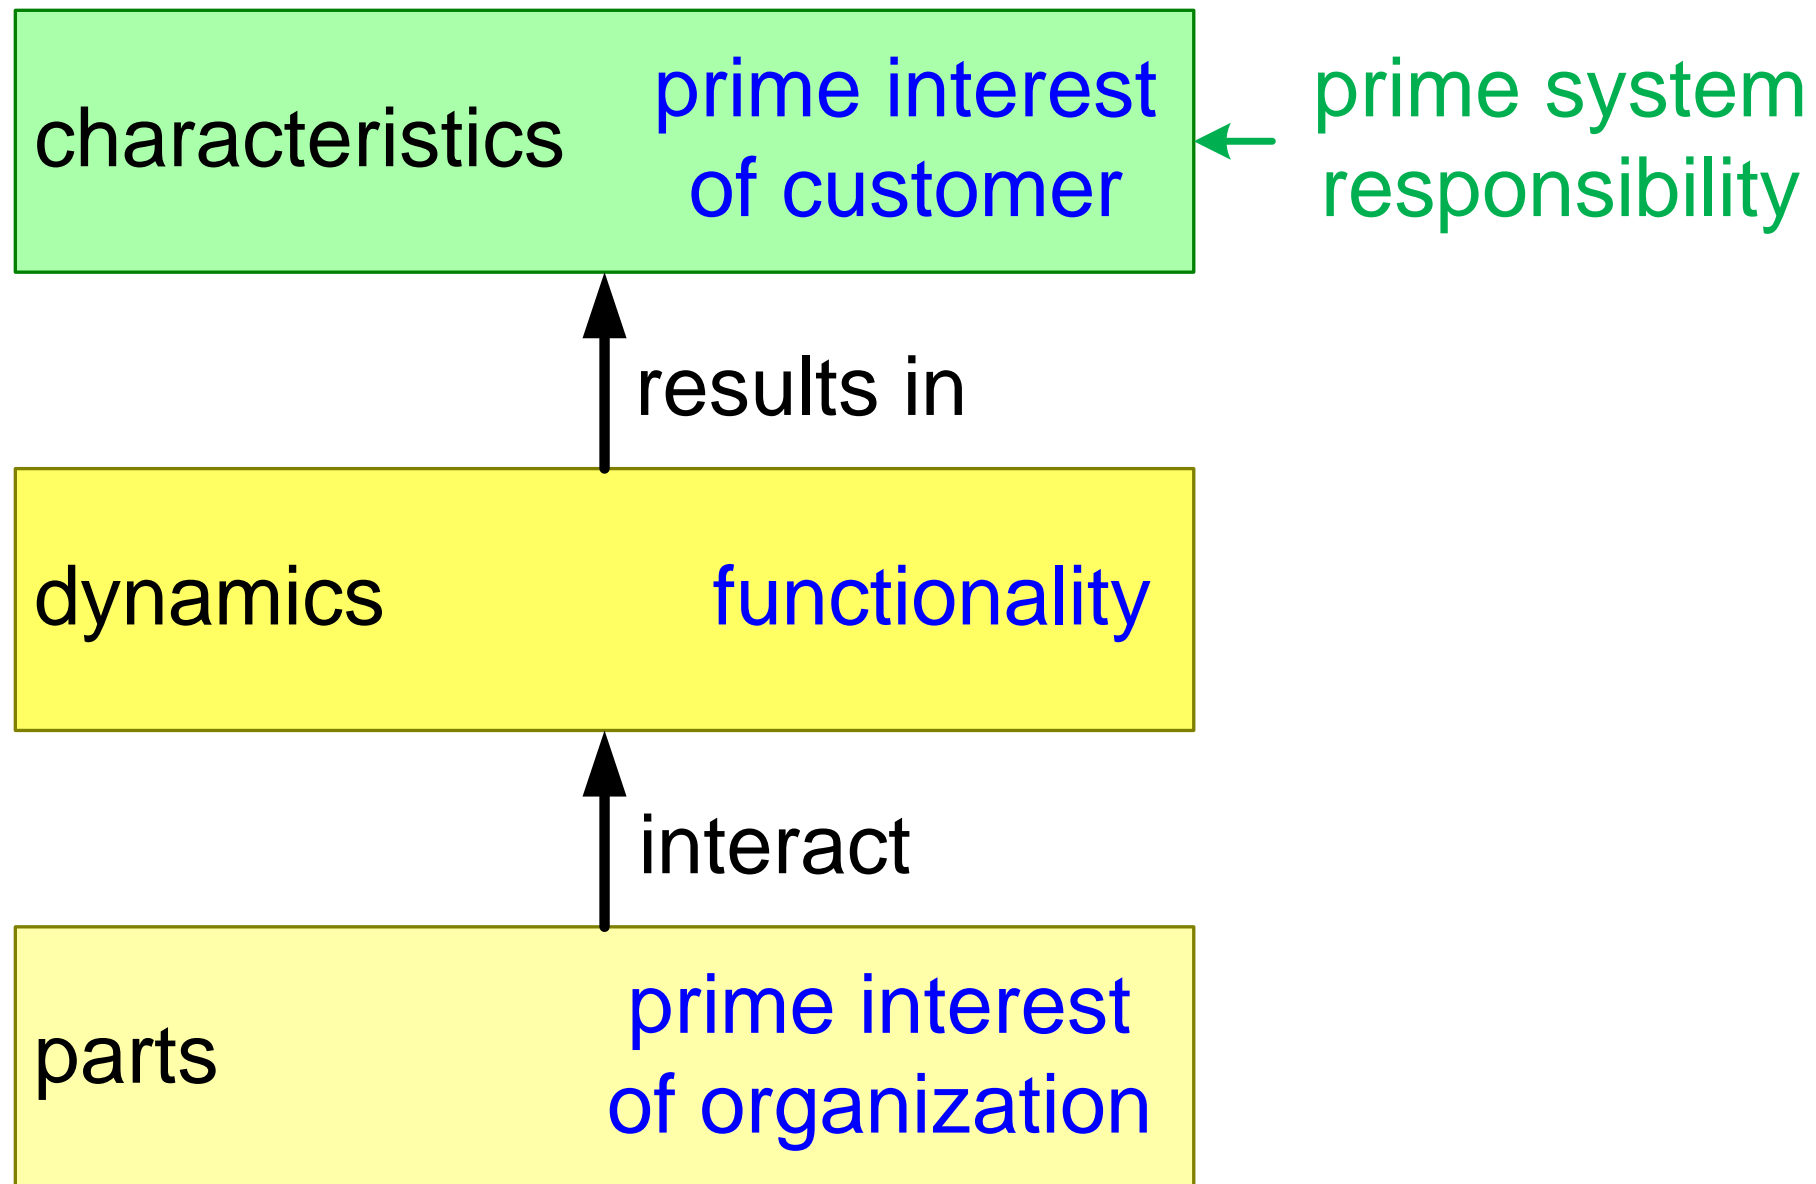 characteristics
prime interest
of customer
prime system
responsibility
results in
dynamics
functionality
interact
parts
prime interest
of organization